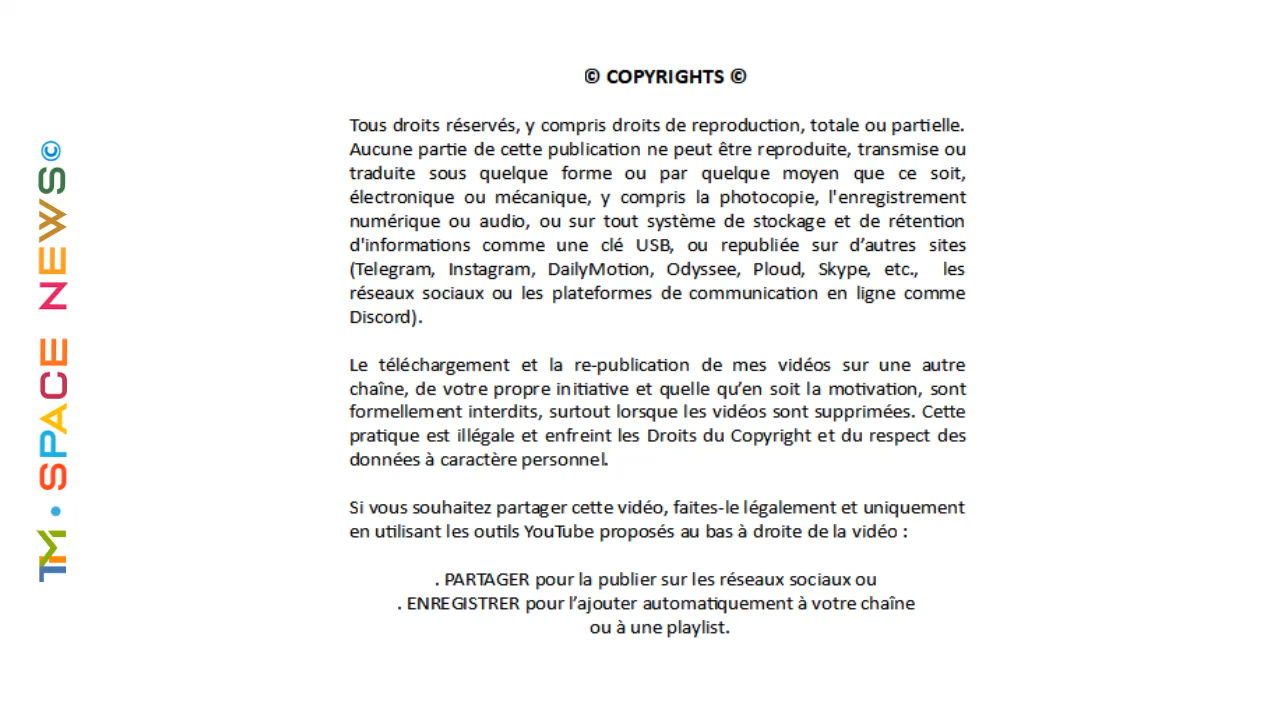 © COPYRIGHTS ©
Tous droits réservés, y compris droits de reproduction, totale ou partielle.
Aucune partie de cette publication ne peut être reproduite, transmise ou
traduite sous quelque forme ou par quelque moyen que ce soit,
électronique ou mécanique, y compris la photocopie, l'enregistrement
numérique ou audio, ou sur tout système de stockage et de rétention
d'informations comme une clé USB, ou republiée sur d’autres sites
(Telegram, Instagram, DailyMotion, Odyssee, Ploud, Skype, etc., les
réseaux sociaux ou les plateformes de communication en ligne comme
Discord).
Le téléchargement et la re-publication de mes vidéos sur une autre
chaîne, de votre propre initiative et quelle qu’en soit la motivation, sont
formellement interdits, surtout lorsque les vidéos sont supprimées. Cette
pratique est illégale et enfreint les Droits du Copyright et du respect des
données à caractère personnel.
Si vous souhaitez partager cette vidéo, faites-le légalement et uniquement
en utilisant les outils YouTube proposés au bas à droite de la vidéo :
. PARTAGER pour la publier sur les réseaux sociaux ou
. ENREGISTRER pour l’ajouter automatiquement à votre chaîne
ou à une playlist.
TM • SPACE NEWS©